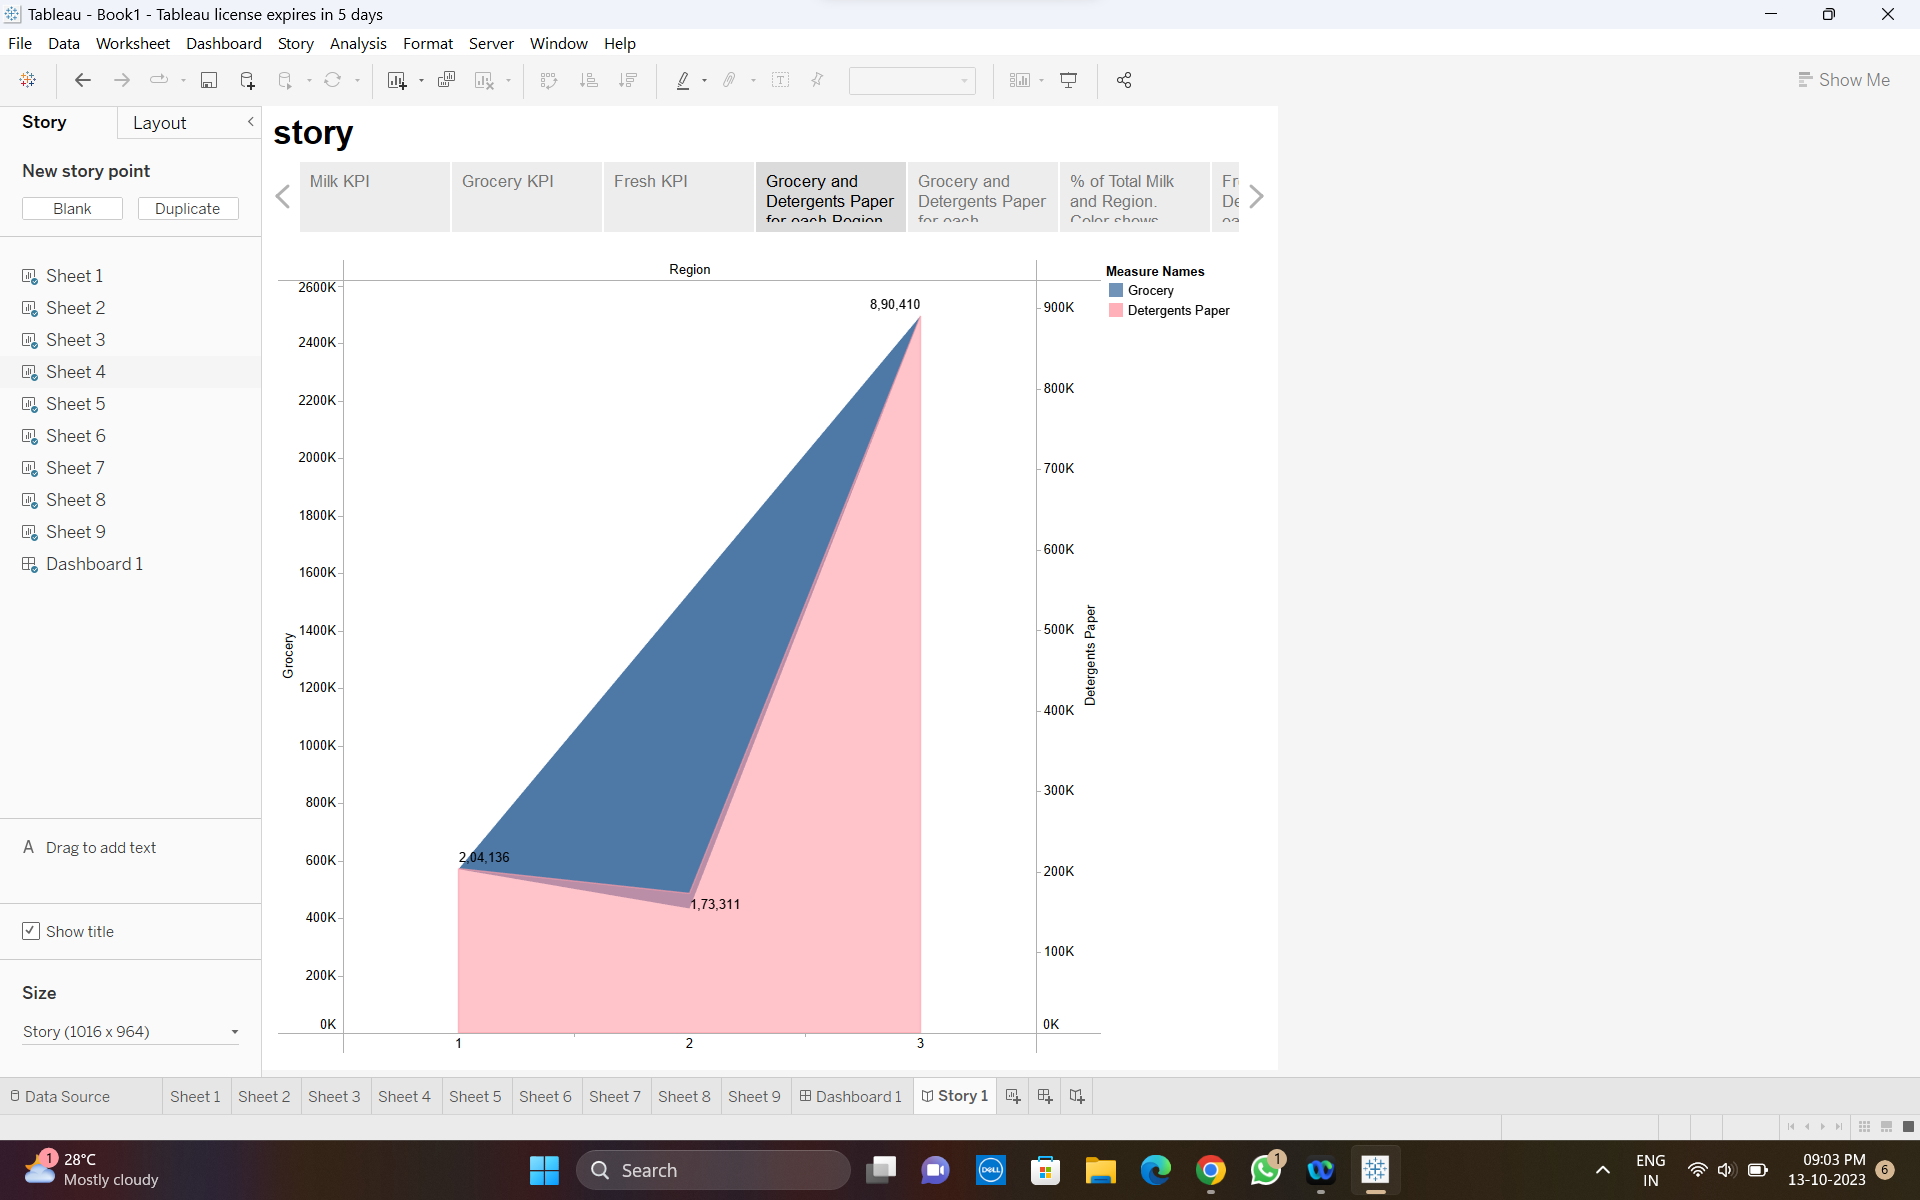 Tableau - Book1 - Tableau license expires in 5 days
File Data Worksheet Dashboard Story Analysis Format Server Window Help
Show Me
Story Layout
New story point
Blank Duplicate
Sheet 1
Sheet 2
Sheet 3
Sheet 4
Sheet 5
Sheet 6
Sheet 7
Sheet 8
Sheet 9
Dashboard 1
A Drag to add text
Show title
Size
Story (1016 x 964)
story
Milk KPI
Grocery KPI
Fresh KPI
Grocery and
Detergents Paper
for each Region
Grocery and
Detergents Paper
for each
% of Total Milk
and Region.
Color shows
Region
2600K
2400K
2200K
2000K
1800K
1600K
1400K
1200K
1000K
800K
600K
400K
200K
0K
Grocery
8,90,410
2,04,136
1,73,311
1 2 3
900K
800K
700K
600K
500K
400K
300K
200K
100K
0K
Detergents Paper
Measure Names
Grocery
Detergents Paper
Data Source Sheet 1 Sheet 2 Sheet 3 Sheet 4 Sheet 5 Sheet 6 Sheet 7 Sheet 8 Sheet 9 Dashboard 1 Story 1
1
28°C
Mostly cloudy
Search
DELL
1
ENG
IN
09:03 PM
13-10-2023
6